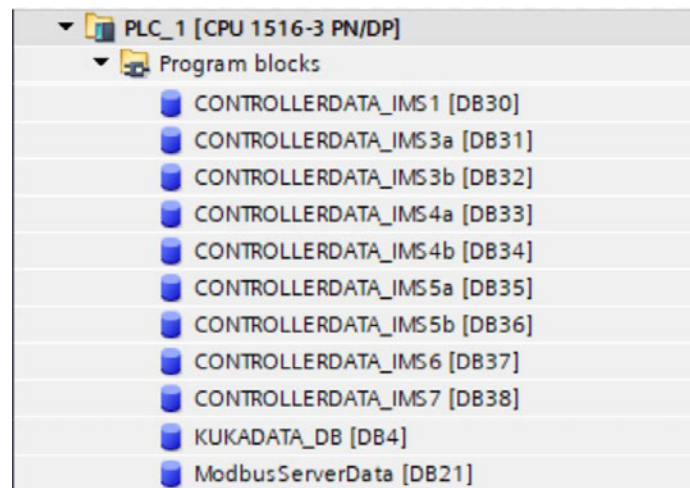 PLC_1 [CPU 1516-3 PN/DP]
Program blocks
CONTROLLERDATA_IMS1 [DB30]
CONTROLLERDATA_IMS3a [DB31]
CONTROLLERDATA_IMS3b [DB32]
CONTROLLERDATA_IMS4a [DB33]
CONTROLLERDATA_IMS4b [DB34]
CONTROLLERDATA_IMS5a [DB35]
CONTROLLERDATA_IMS5b [DB36]
CONTROLLERDATA_IMS6 [DB37]
CONTROLLERDATA_IMS7 [DB38]
KUKADATA_DB [DB4]
ModbusServerData [DB21]